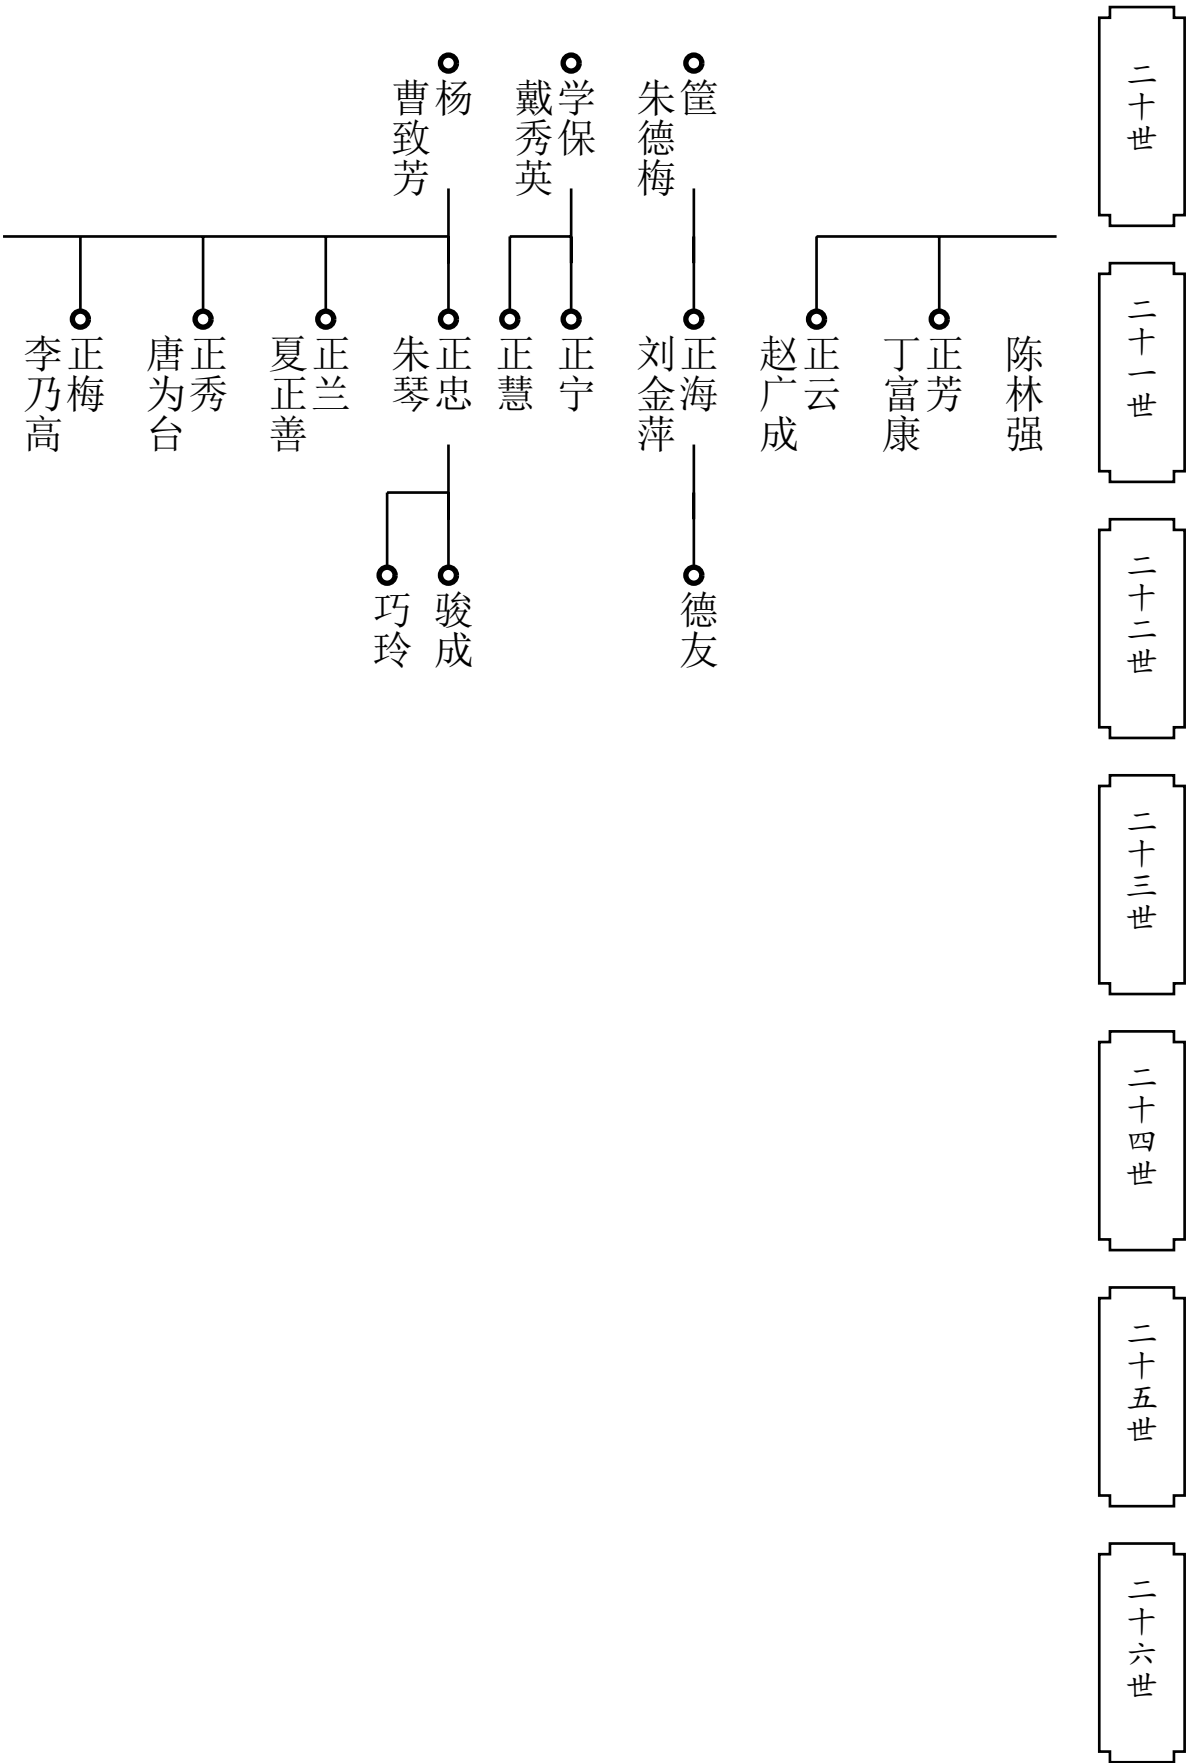 二十世
二十一世
二十二世
二十三世
二十四世
二十五世
二十六世
筐
朱德梅
学保
戴秀英
杨
曹致芳
陈林强
正芳
丁富康
正云
赵广成
正海
刘金萍
正宁
正慧
正忠
朱琴
正兰
夏正善
正秀
唐为台
正梅
李乃高
德友
骏成
巧玲